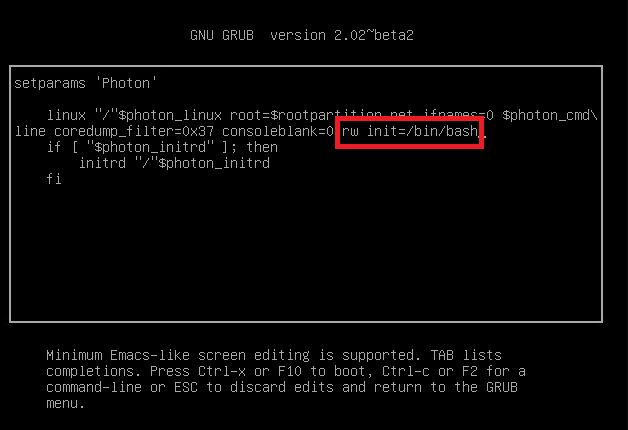 GNU GRUB version 2.02~beta2
setparams 'Photon'
linux "/"$photon_linux root=$rootpartition net.ifnames=0 $photon_cmd\
line coredump_filter=0x37 consoleblank=0 rw init=/bin/bash
if [ "$photon_initrd" ]; then
initrd "/"$photon_initrd
fi
Minimum Emacs-like screen editing is supported. TAB lists
completions. Press Ctrl-x or F10 to boot, Ctrl-c or F2 for a
command-line or ESC to discard edits and return to the GRUB
menu.